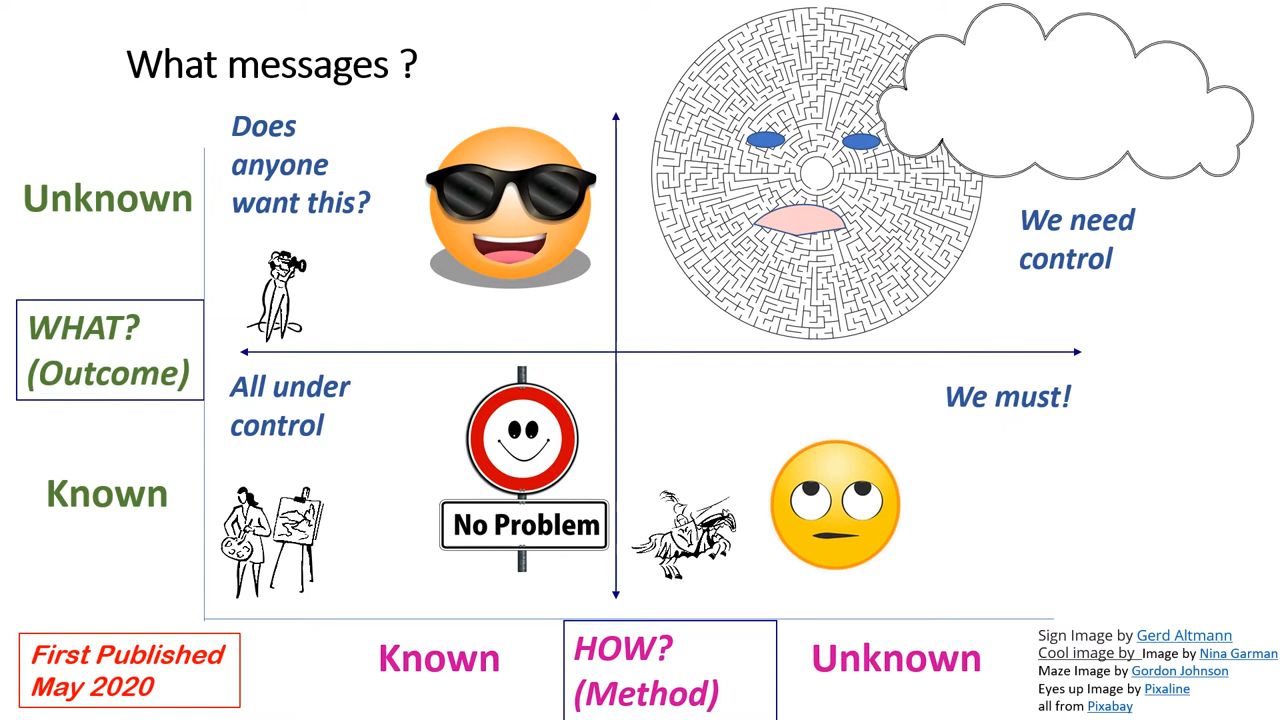 What messages ?
Does
anyone
want this?
Unknown
We need
control
WHAT?
(Outcome)
All under
control
We must!
Known
No Problem
Known
HOW?
(Method)
Unknown
First Published
May 2020
Sign Image by Gerd Altmann
Cool image by Image by Nina Garman
Maze Image by Gordon Johnson
Eyes up Image by Pixaline
all from Pixabay